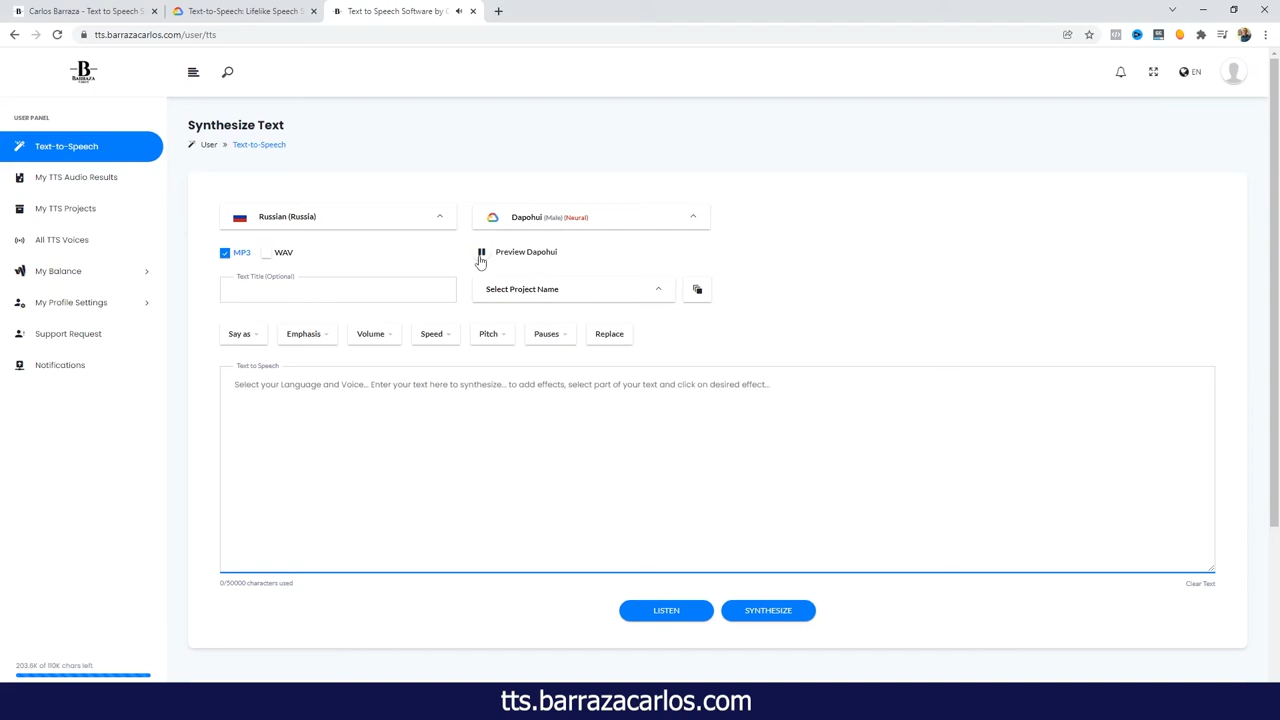 Carlos Barraza - Text to Speech S
Text-to-Speech: Lifelike Speech S
Text to Speech Software by C
tts.barrazacarlos.com/user/tts
B
BARRAZA
CARLOS
EN
USER PANEL
Text-to-Speech
My TTS Audio Results
My TTS Projects
All TTS Voices
My Balance
My Profile Settings
Support Request
Notifications
203.6K of 110K chars left
Synthesize Text
User » Text-to-Speech
Russian (Russia)
Dapohui (Male) (Neural)
MP3 WAV
Preview Dapohui
Text Title (Optional)
Select Project Name
Say as Emphasis Volume Speed Pitch Pauses Replace
Text to Speech
Select your Language and Voice... Enter your text here to synthesize... to add effects, select part of your text and click on desired effect...
0/50000 characters used
Clear Text
LISTEN SYNTHESIZE
tts.barrazacarlos.com